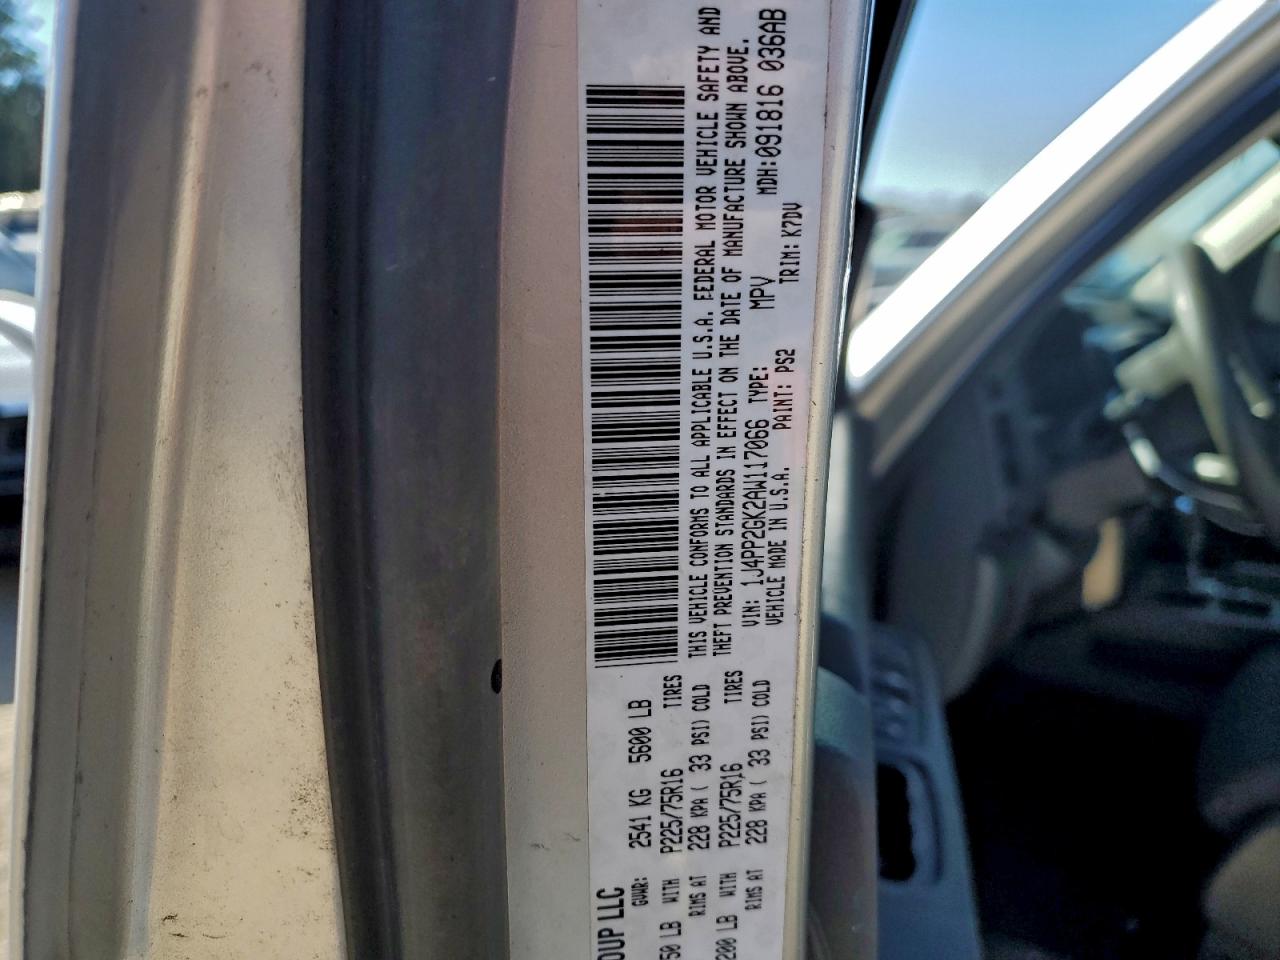 OUP LLC
GVWR: 2541 KG 5600 LB
50 LB WITH P225/75R16 TIRES
RIMS AT 228 KPA ( 33 PSI) COLD
200 LB WITH P225/75R16 TIRES
RIMS AT 228 KPA ( 33 PSI) COLD
THIS VEHICLE CONFORMS TO ALL APPLICABLE U.S.A. FEDERAL MOTOR VEHICLE SAFETY AND
THEFT PREVENTION STANDARDS IN EFFECT ON THE DATE OF MANUFACTURE SHOWN ABOVE.
VIN: 1J4PP2GK2AW117066 TYPE: MPV MDH:091816 036AB
VEHICLE MADE IN U.S.A. PAINT: PS2 TRIM: K7DV